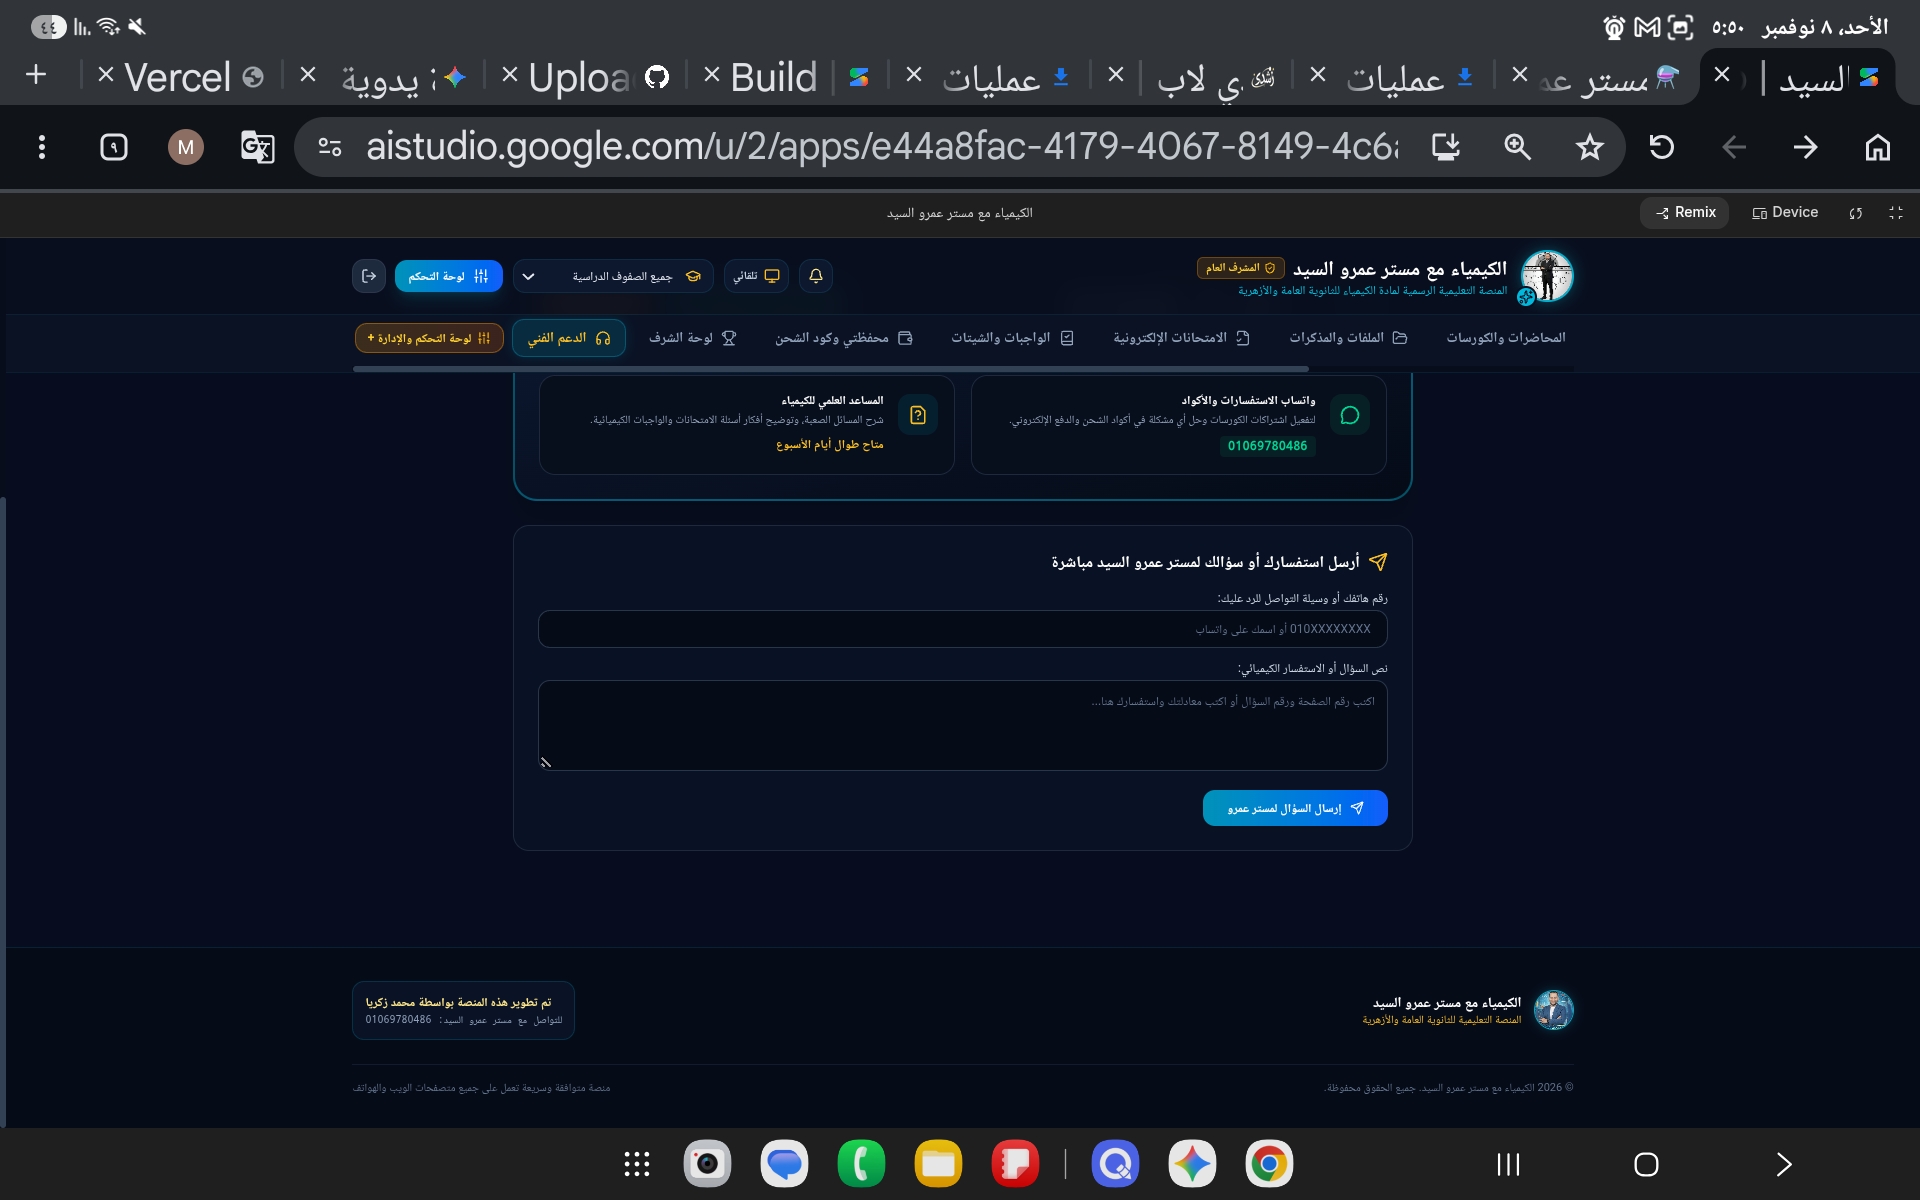 الأحد، ٨ نوفمبر ٥:٥٠
٤٤
السيد
مستر عم
عمليات
ي لاب
عمليات
Build
Uploa
يدوية
Vercel
aistudio.google.com/u/2/apps/e44a8fac-4179-4067-8149-4c6
M
٩
الكيمياء مع مستر عمرو السيد
Remix
Device
الكيمياء مع مستر عمرو السيد
المشرف العام
المنصة التعليمية الرسمية لمادة الكيمياء للثانوية العامة والأزهرية
تلقائي
جميع الصفوف الدراسية
لوحة التحكم
المحاضرات والكورسات
الملفات والمذكرات
الامتحانات الإلكترونية
الواجبات والشيتات
محفظتي وكود الشحن
لوحة الشرف
الدعم الفني
لوحة التحكم والإدارة +
واتساب الاستفسارات والأكواد
لتفعيل اشتراكات الكورسات وحل أي مشكلة في أكواد الشحن والدفع الإلكتروني.
01069780486
المساعد العلمي للكيمياء
شرح المسائل الصعبة، وتوضيح أفكار أسئلة الامتحانات والواجبات الكيميائية.
متاح طوال أيام الأسبوع
أرسل استفسارك أو سؤالك لمستر عمرو السيد مباشرة
رقم هاتفك أو وسيلة التواصل للرد عليك:
010XXXXXXXX أو اسمك على واتساب
نص السؤال أو الاستفسار الكيميائي:
اكتب رقم الصفحة ورقم السؤال أو اكتب معادلتك واستفسارك هنا...
إرسال السؤال لمستر عمرو
الكيمياء مع مستر عمرو السيد
المنصة التعليمية للثانوية العامة والأزهرية
تم تطوير هذه المنصة بواسطة محمد زكريا
للتواصل مع مستر عمرو السيد: 01069780486
© 2026 الكيمياء مع مستر عمرو السيد. جميع الحقوق محفوظة.
منصة متوافقة وسريعة تعمل على جميع متصفحات الويب والهواتف